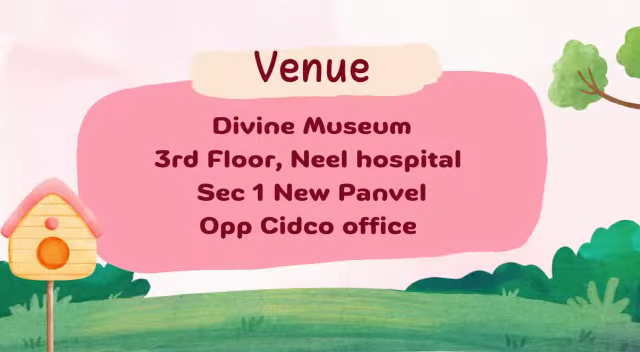 Venue
Divine Museum
3rd Floor, Neel hospital
Sec 1 New Panvel
Opp Cidco office